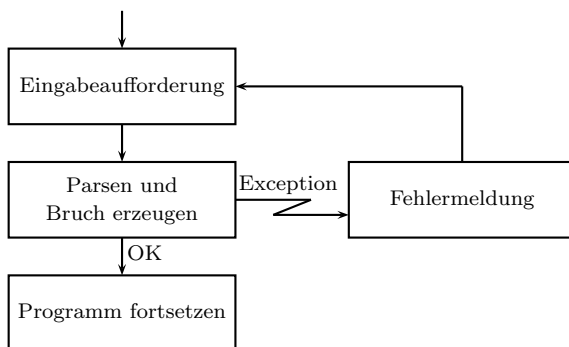 Eingabeaufforderung
Parsen und
Bruch erzeugen
Exception
Fehlermeldung
OK
Programm fortsetzen